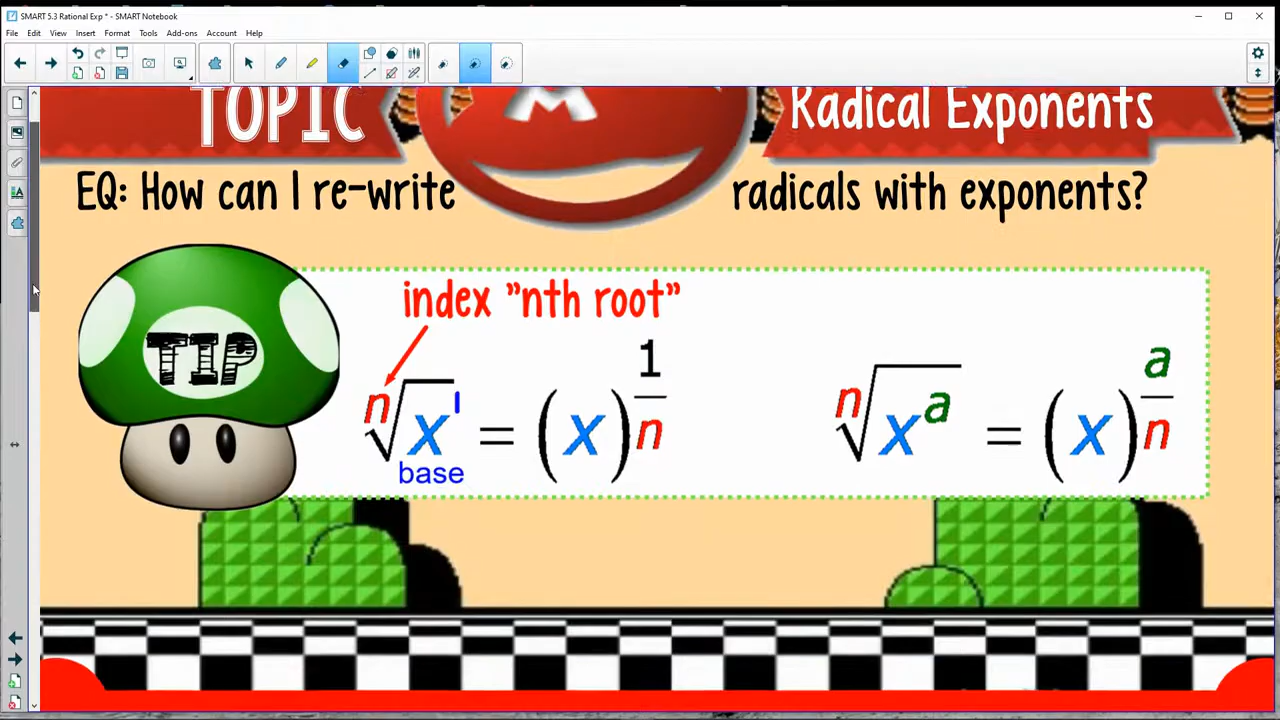 SMART 5.3 Rational Exp * - SMART Notebook
File Edit View Insert Format Tools Add-ons Account Help
TOPIC
Radical Exponents
EQ: How can I re-write radicals with exponents?
TIP
index "nth root"
ⁿ√x¹ = (x)^(1/n)
base
ⁿ√xᵃ = (x)^(a/n)